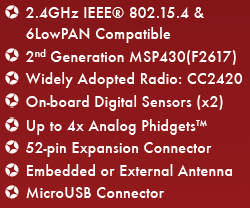 2.4GHz IEEE® 802.15.4 &
6LowPAN Compatible
2nd Generation MSP430(F2617)
Widely Adopted Radio: CC2420
On-board Digital Sensors (x2)
Up to 4x Analog Phidgets™
52-pin Expansion Connector
Embedded or External Antenna
MicroUSB Connector